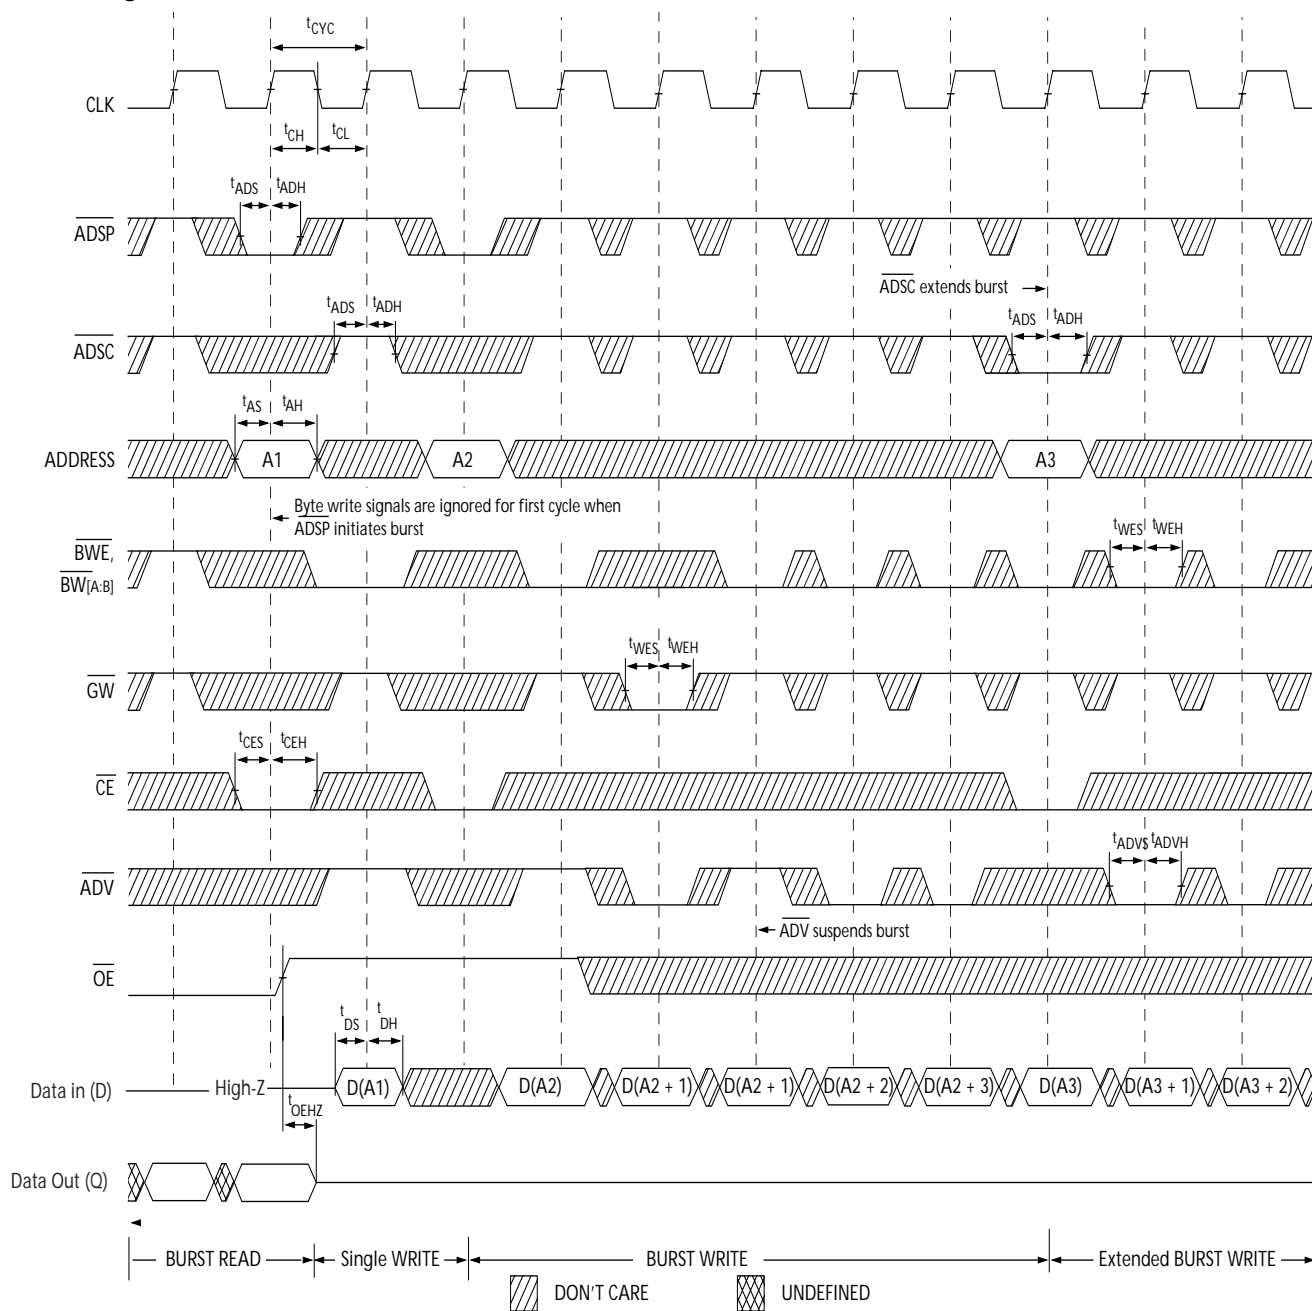 tCYC
CLK
tCH tCL
tADS tADH
ADSP
ADSC extends burst
tADS tADH tADS tADH
ADSC
tAS tAH
ADDRESS A1 A2 A3
Byte write signals are ignored for first cycle when
ADSP initiates burst
BWE,
BW[A:B]
tWES tWEH
tWES tWEH
GW
tCES tCEH
CE
tADVS tADVH
ADV
ADV suspends burst
OE
tDS tDH
Data in (D) High-Z D(A1) D(A2) D(A2 + 1) D(A2 + 1) D(A2 + 2) D(A2 + 3) D(A3) D(A3 + 1) D(A3 + 2)
tOEHZ
Data Out (Q)
BURST READ Single WRITE BURST WRITE Extended BURST WRITE
DON'T CARE UNDEFINED